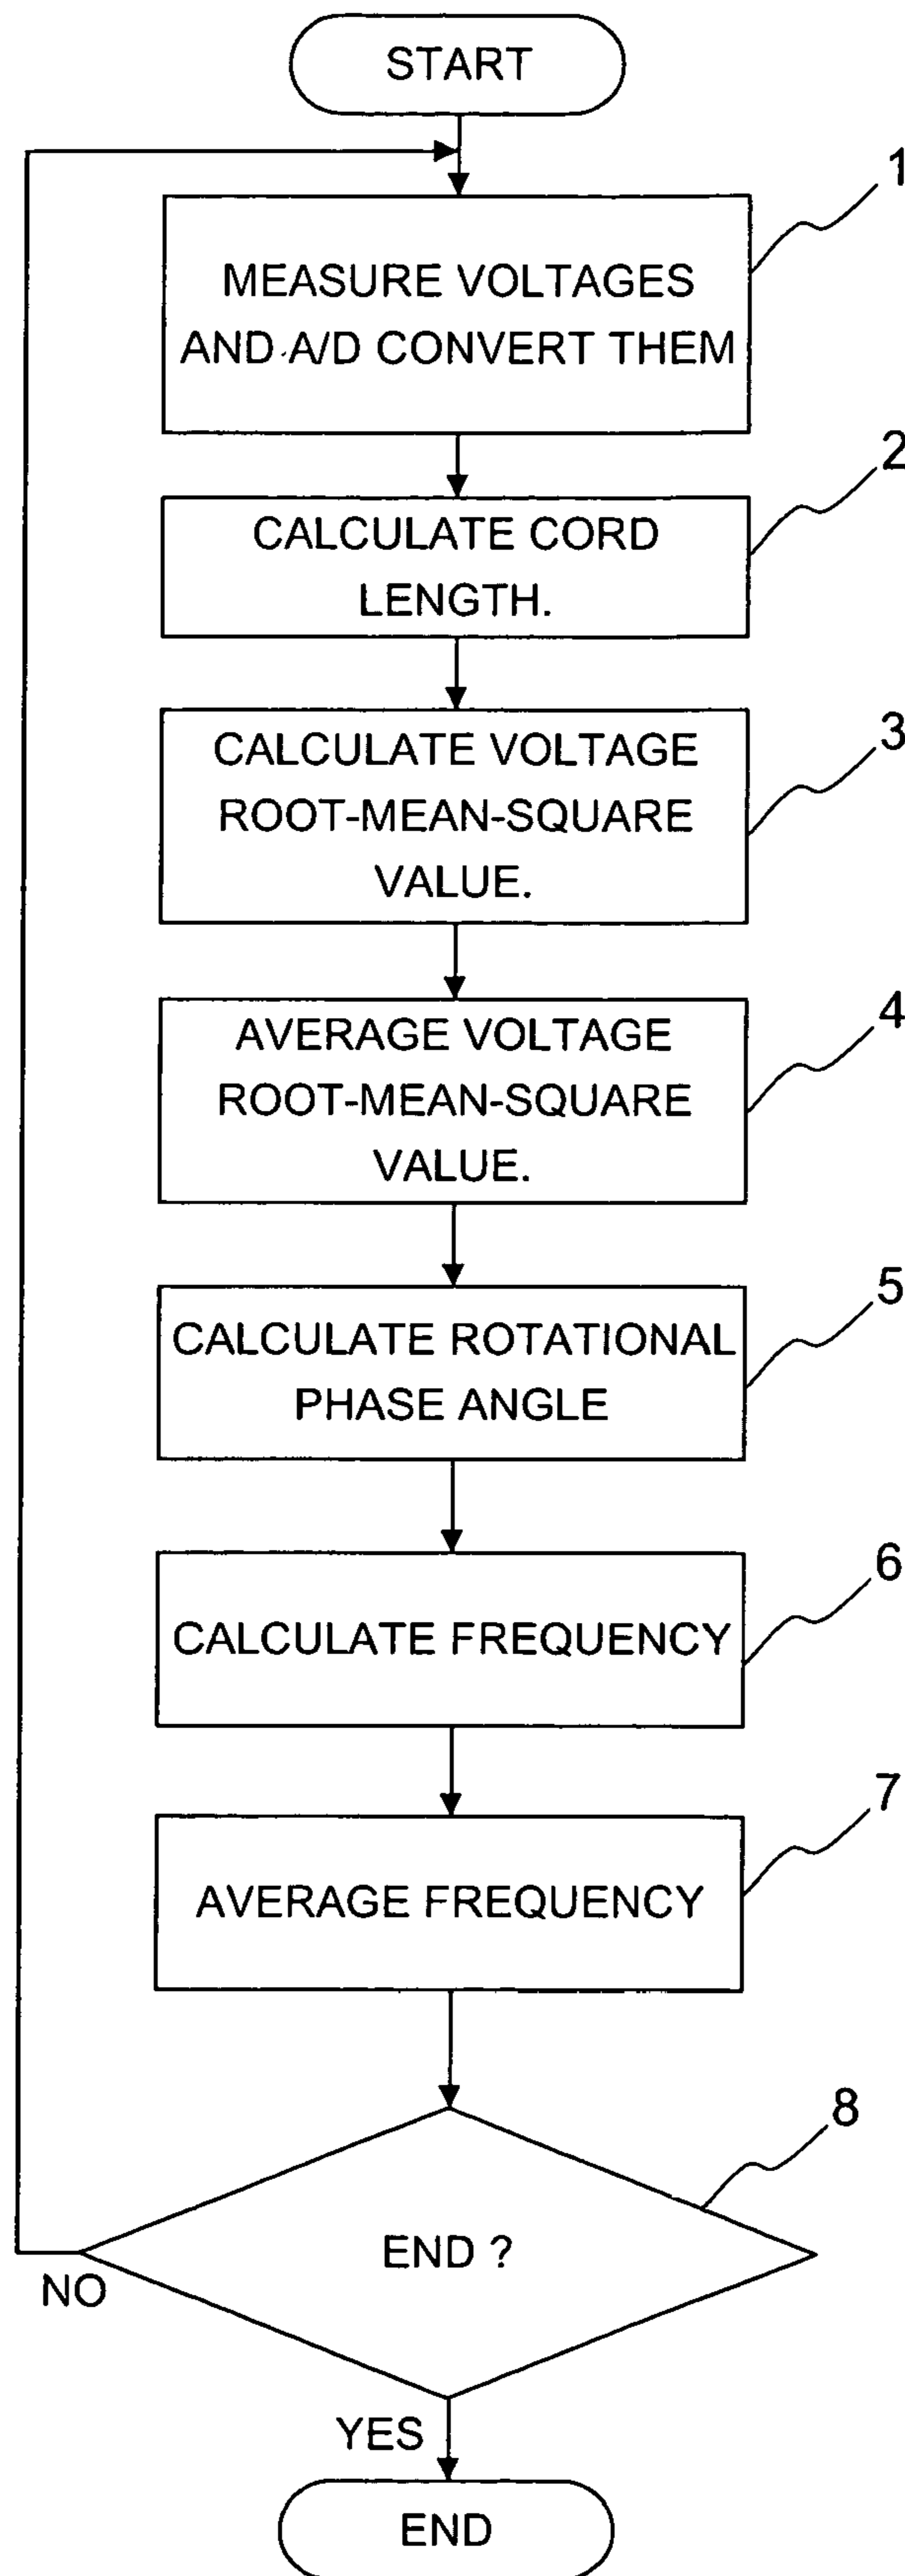 START
1
MEASURE VOLTAGES
AND A/D CONVERT THEM
2
CALCULATE CORD
LENGTH.
3
CALCULATE VOLTAGE
ROOT-MEAN-SQUARE
VALUE.
4
AVERAGE VOLTAGE
ROOT-MEAN-SQUARE
VALUE.
5
CALCULATE ROTATIONAL
PHASE ANGLE
6
CALCULATE FREQUENCY
7
AVERAGE FREQUENCY
8
END ?
NO
YES
END